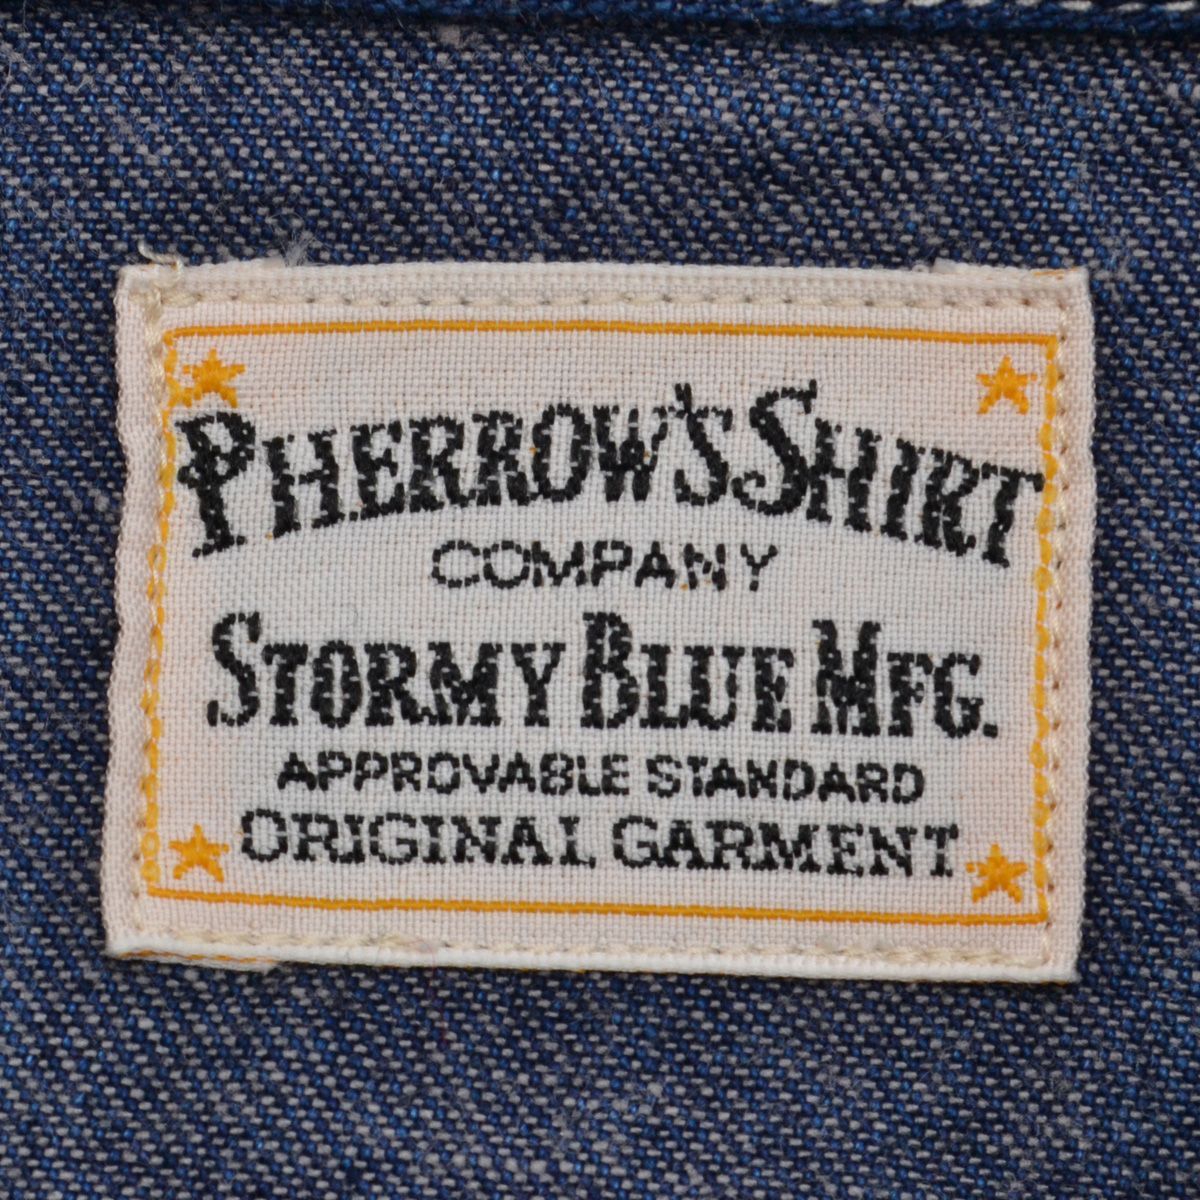 PHERROW'S SHIRT
COMPANY
STORMY BLUE MFG.
APPROVABLE STANDARD
ORIGINAL GARMENT